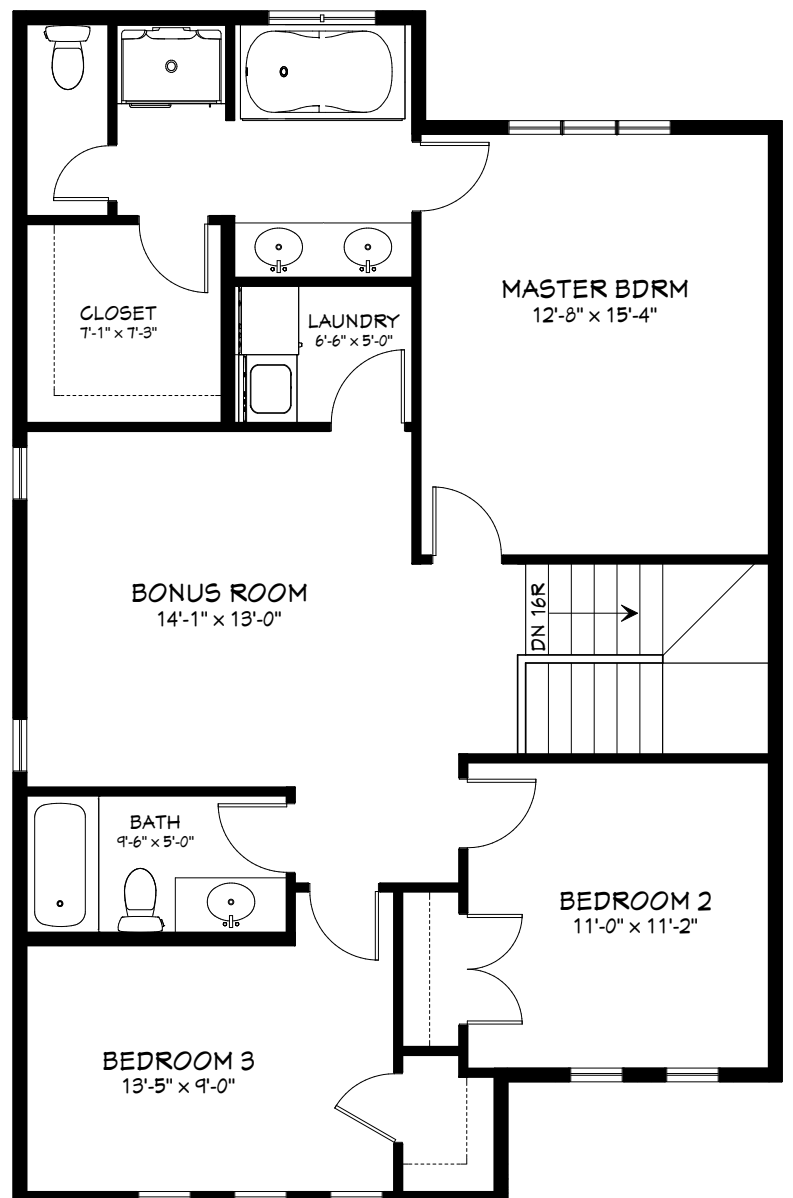 CLOSET
7'-1" x 7'-3"
LAUNDRY
6'-6" x 5'-0"
MASTER BDRM
12'-8" x 15'-4"
BONUS ROOM
14'-1" x 13'-0"
DN 16R
BATH
9'-6" x 5'-0"
BEDROOM 2
11'-0" x 11'-2"
BEDROOM 3
13'-5" x 9'-0"